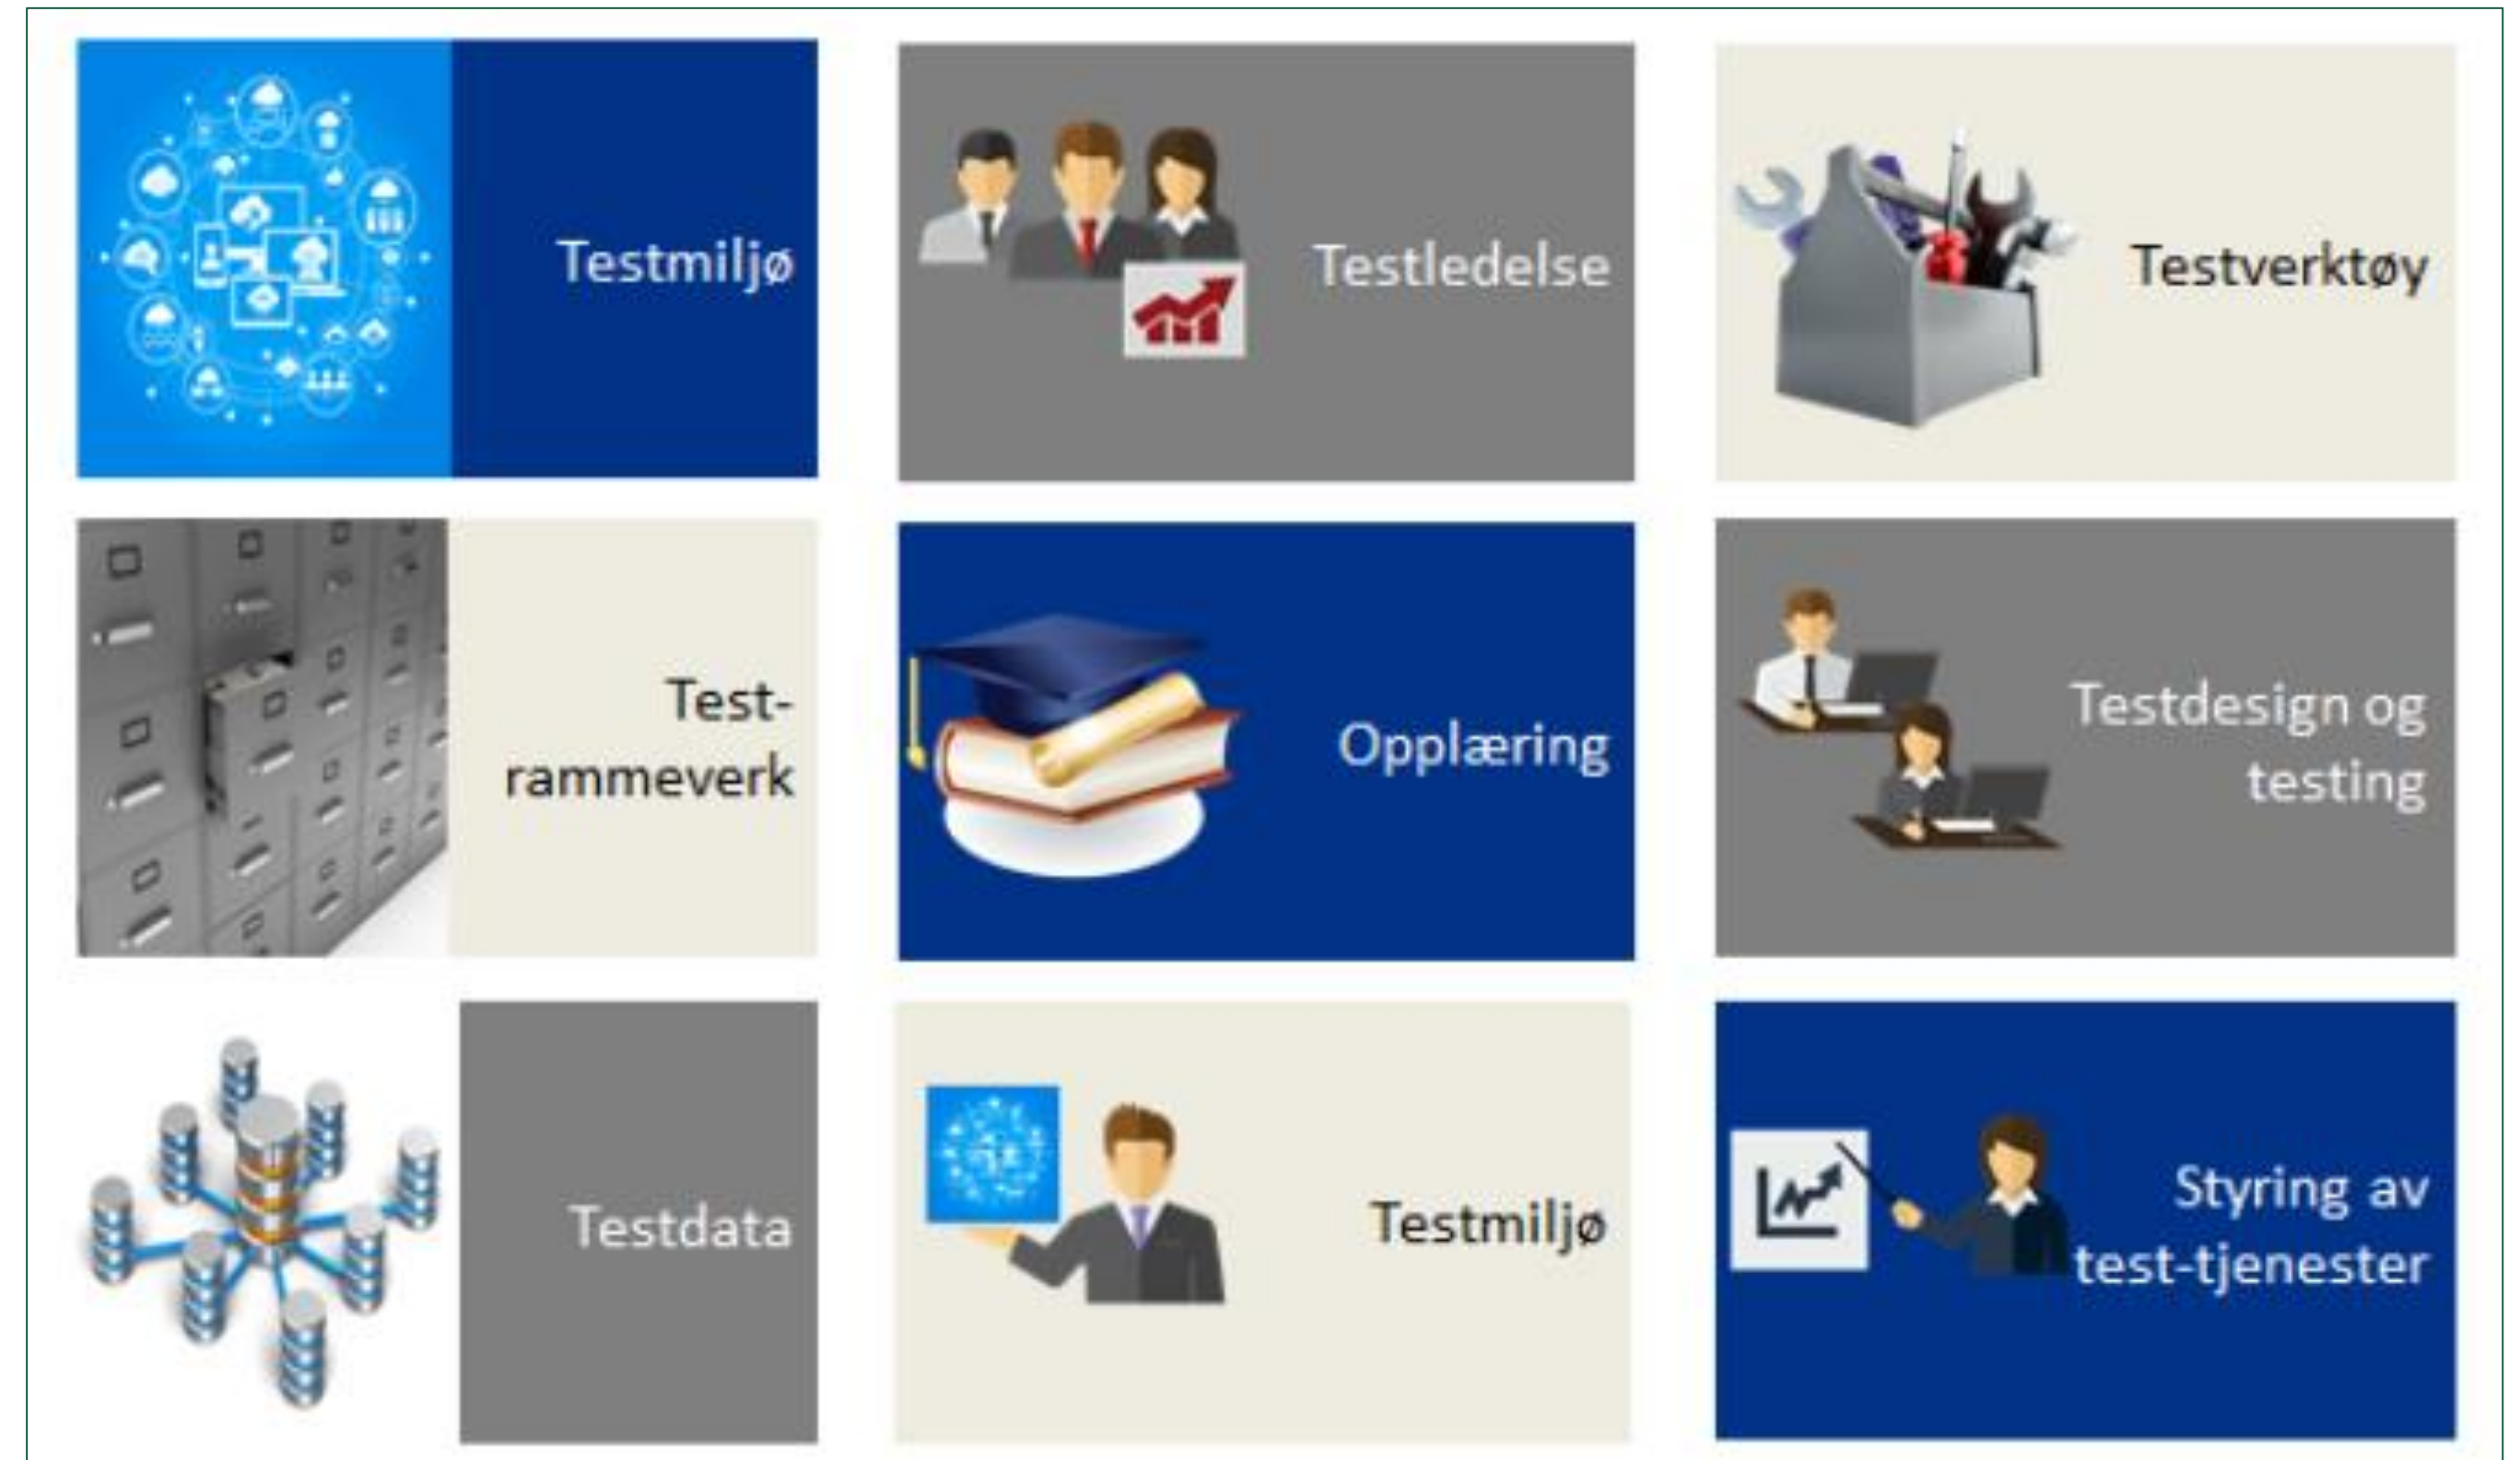 Testmiljø
Testledelse
Testverktøy
Test-
rammeverk
Opplæring
Testdesign og
testing
Testdata
Testmiljø
Styring av
test-tjenester